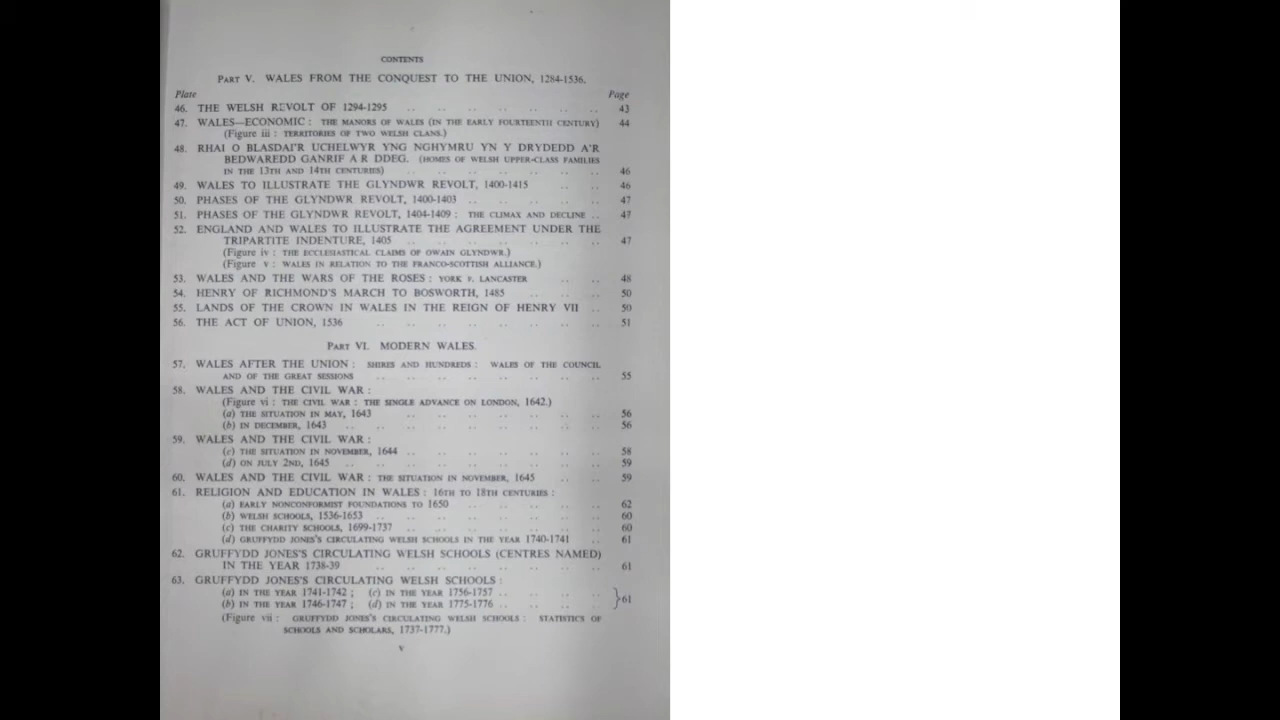 CONTENTS
PART V. WALES FROM THE CONQUEST TO THE UNION, 1284-1536.
Plate Page
46. THE WELSH REVOLT OF 1294-1295 .. .. .. .. .. .. .. 43
47. WALES—ECONOMIC : THE MANORS OF WALES (IN THE EARLY FOURTEENTH CENTURY) 44
(Figure iii : TERRITORIES OF TWO WELSH CLANS.)
48. RHAI O BLASDAI'R UCHELWYR YNG NGHYMRU YN Y DRYDEDD A'R
BEDWAREDD GANRIF A R DDEG. (HOMES OF WELSH UPPER-CLASS FAMILIES
IN THE 13TH AND 14TH CENTURIES) .. .. .. .. .. .. 46
49. WALES TO ILLUSTRATE THE GLYNDWR REVOLT, 1400-1415 .. .. 46
50. PHASES OF THE GLYNDWR REVOLT, 1400-1403 .. .. .. .. .. 47
51. PHASES OF THE GLYNDWR REVOLT, 1404-1409 : THE CLIMAX AND DECLINE .. 47
52. ENGLAND AND WALES TO ILLUSTRATE THE AGREEMENT UNDER THE
TRIPARTITE INDENTURE, 1405 .. .. .. .. .. .. .. 47
(Figure iv : THE ECCLESIASTICAL CLAIMS OF OWAIN GLYNDWR.)
(Figure v : WALES IN RELATION TO THE FRANCO-SCOTTISH ALLIANCE.)
53. WALES AND THE WARS OF THE ROSES : YORK v. LANCASTER .. .. 48
54. HENRY OF RICHMOND'S MARCH TO BOSWORTH, 1485 .. .. .. 50
55. LANDS OF THE CROWN IN WALES IN THE REIGN OF HENRY VII .. 50
56. THE ACT OF UNION, 1536 .. .. .. .. .. .. .. .. 51
PART VI. MODERN WALES.
57. WALES AFTER THE UNION : SHIRES AND HUNDREDS : WALES OF THE COUNCIL
AND OF THE GREAT SESSIONS .. .. .. .. .. .. .. 55
58. WALES AND THE CIVIL WAR :
(Figure vi : THE CIVIL WAR : THE SINGLE ADVANCE ON LONDON, 1642.)
(a) THE SITUATION IN MAY, 1643 .. .. .. .. .. .. .. 56
(b) IN DECEMBER, 1643 .. .. .. .. .. .. .. .. .. 56
59. WALES AND THE CIVIL WAR :
(c) THE SITUATION IN NOVEMBER, 1644 .. .. .. .. .. .. .. 58
(d) ON JULY 2ND, 1645 .. .. .. .. .. .. .. .. .. 59
60. WALES AND THE CIVIL WAR : THE SITUATION IN NOVEMBER, 1645 .. .. 59
61. RELIGION AND EDUCATION IN WALES : 16TH TO 18TH CENTURIES :
(a) EARLY NONCONFORMIST FOUNDATIONS TO 1650 .. .. .. .. .. 62
(b) WELSH SCHOOLS, 1536-1653 .. .. .. .. .. .. .. .. 60
(c) THE CHARITY SCHOOLS, 1699-1737 .. .. .. .. .. .. .. 60
(d) GRUFFYDD JONES'S CIRCULATING WELSH SCHOOLS IN THE YEAR 1740-1741 .. 61
62. GRUFFYDD JONES'S CIRCULATING WELSH SCHOOLS (CENTRES NAMED)
IN THE YEAR 1738-39 .. .. .. .. .. .. .. .. 61
63. GRUFFYDD JONES'S CIRCULATING WELSH SCHOOLS :
(a) IN THE YEAR 1741-1742 ; (c) IN THE YEAR 1756-1757 .. .. .. ..
(b) IN THE YEAR 1746-1747 ; (d) IN THE YEAR 1775-1776 .. .. .. .. }61
(Figure vii : GRUFFYDD JONES'S CIRCULATING WELSH SCHOOLS : STATISTICS OF
SCHOOLS AND SCHOLARS, 1737-1777.)
v